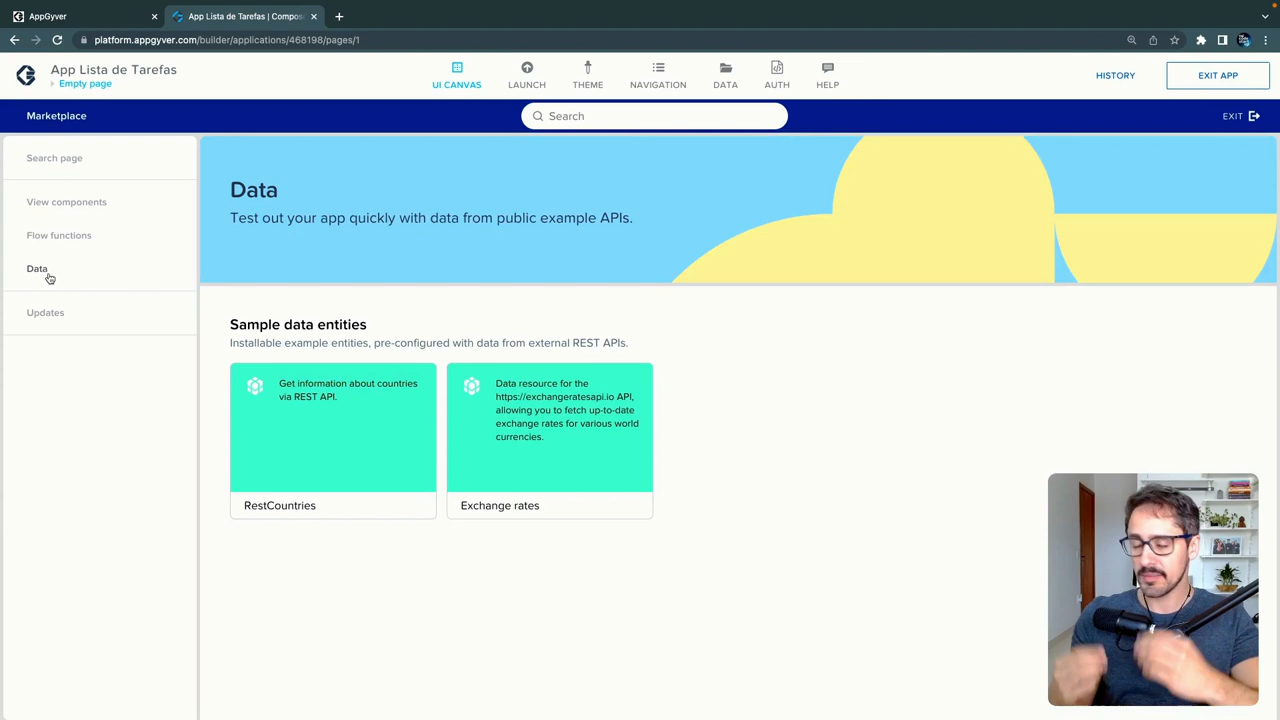 AppGyver
App Lista de Tarefas | Compos
platform.appgyver.com/builder/applications/468198/pages/1
App Lista de Tarefas
Empty page
UI CANVAS
LAUNCH
THEME
NAVIGATION
DATA
AUTH
HELP
HISTORY
EXIT APP
Marketplace
Search
EXIT
Search page
View components
Flow functions
Data
Updates
Data
Test out your app quickly with data from public example APIs.
Sample data entities
Installable example entities, pre-configured with data from external REST APIs.
Get information about countries
via REST API.
RestCountries
Data resource for the
https://exchangeratesapi.io API,
allowing you to fetch up-to-date
exchange rates for various world
currencies.
Exchange rates